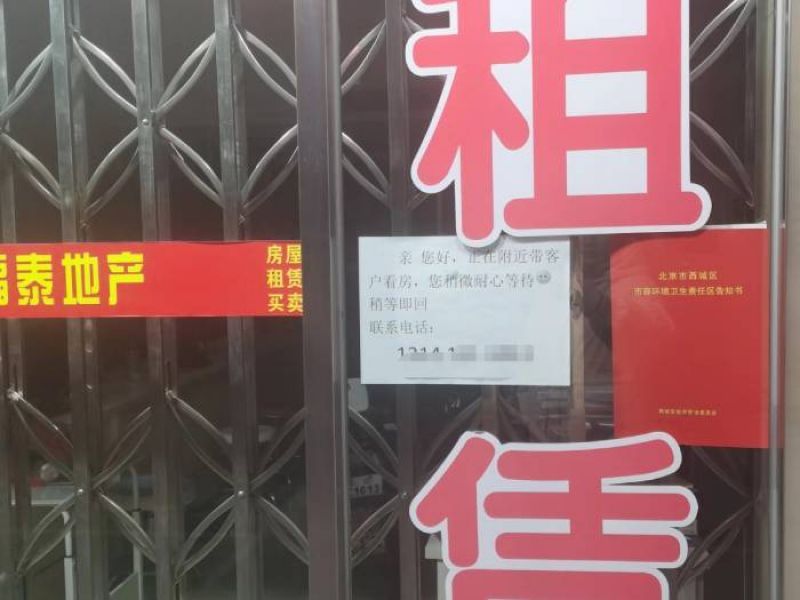 租
福泰地产
房屋
租赁
买卖
亲 您好，正在附近带客
户看房，您稍微耐心等待
稍等即回
联系电话：
北京市西城区
市容环境卫生责任区告知书
赁